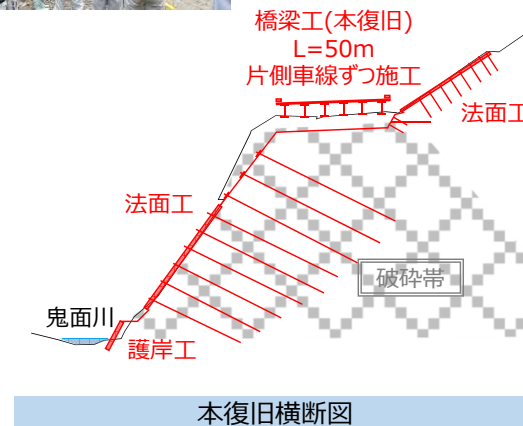 橋梁工(本復旧)
L=50m
片側車線ずつ施工
法面工
法面工
破砕帯
鬼面川
護岸工
本復旧横断図